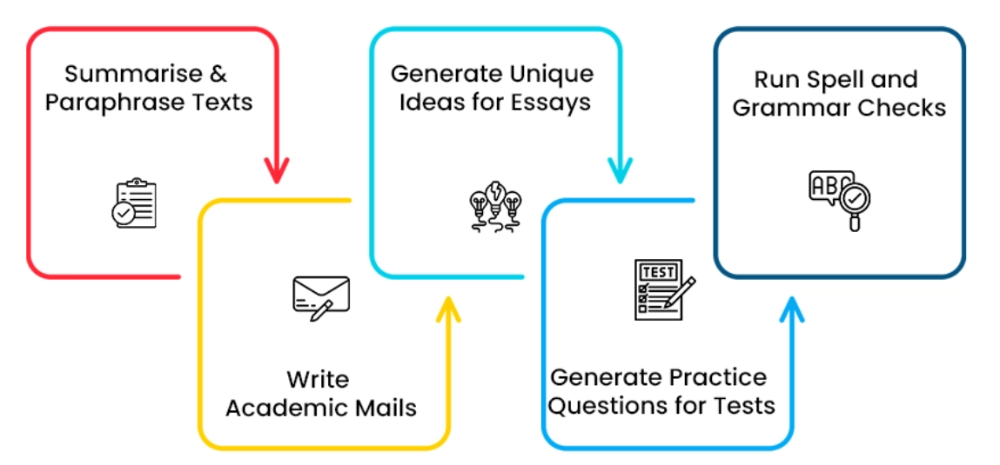 Summarise &
Paraphrase Texts
Write
Academic Mails
Generate Unique
Ideas for Essays
TEST
Generate Practice
Questions for Tests
Run Spell and
Grammar Checks
ABC